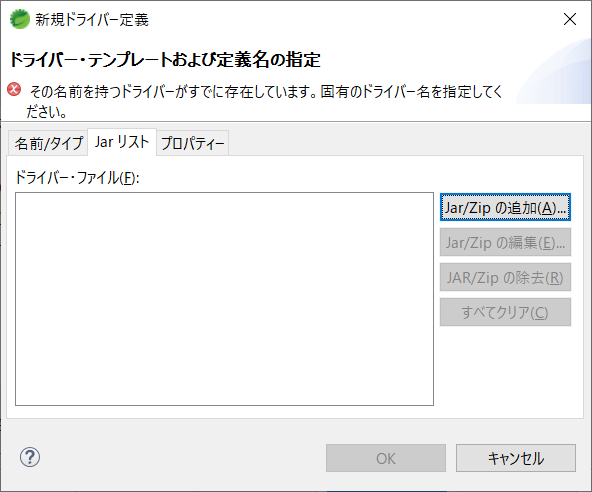 新規ドライバー定義
ドライバー・テンプレートおよび定義名の指定
その名前を持つドライバーがすでに存在しています。固有のドライバー名を指定してく
ださい。
名前/タイプ Jar リスト プロパティー
ドライバー・ファイル(F):
Jar/Zip の追加(A)...
Jar/Zip の編集(E)...
JAR/Zip の除去(R)
すべてクリア(C)
? OK キャンセル